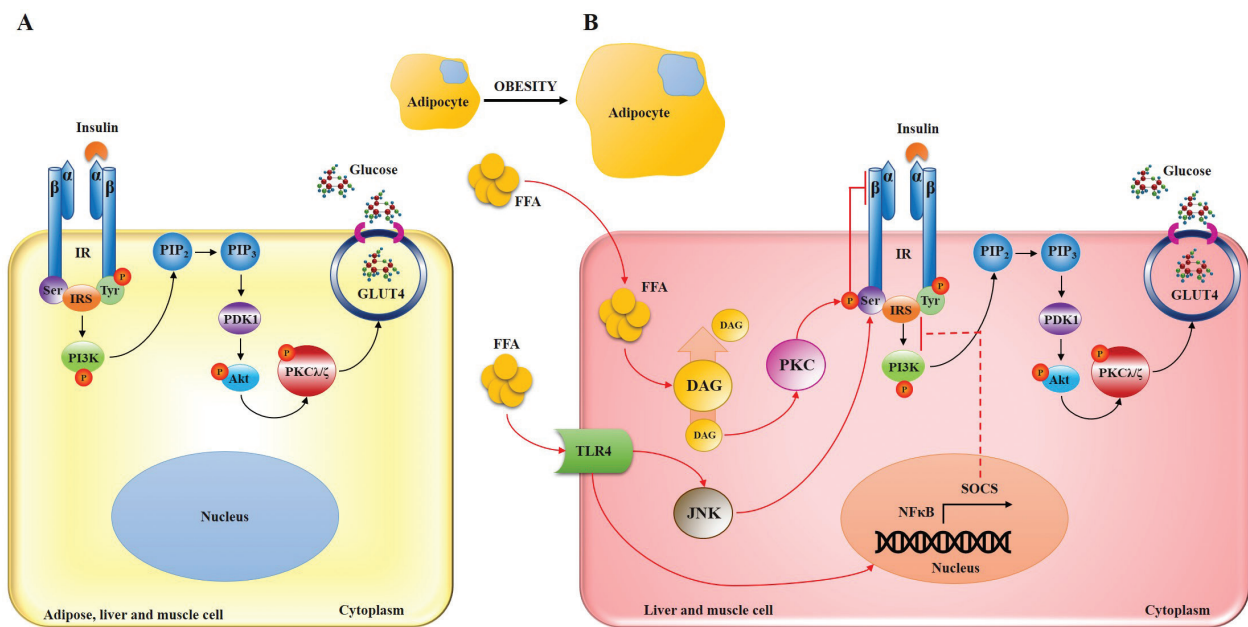 A
B
OBESITY
Adipocyte
Adipocyte
Insulin
β
α
α
β
Glucose
IR
PIP2
PIP3
P
Ser
IRS
Tyr
GLUT4
PDK1
PI3K
P
P
Akt
P
PKCλ/ζ
Nucleus
Adipose, liver and muscle cell
Cytoplasm
FFA
FFA
FFA
TLR4
DAG
DAG
DAG
PKC
JNK
Insulin
β
α
α
β
Glucose
IR
PIP2
PIP3
P
P
Ser
IRS
Tyr
GLUT4
PDK1
PI3K
P
P
Akt
P
PKCλ/ζ
SOCS
NFκB
Nucleus
Liver and muscle cell
Cytoplasm